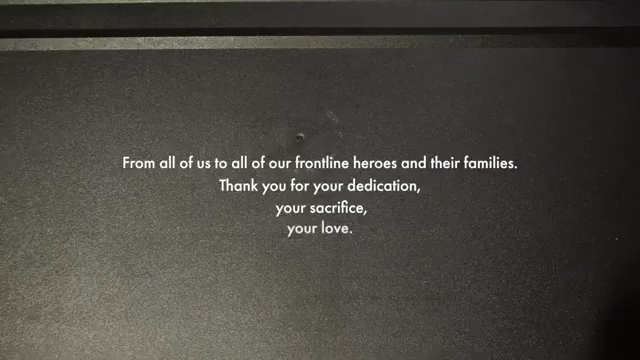 From all of us to all of our frontline heroes and their families.
Thank you for your dedication,
your sacrifice,
your love.